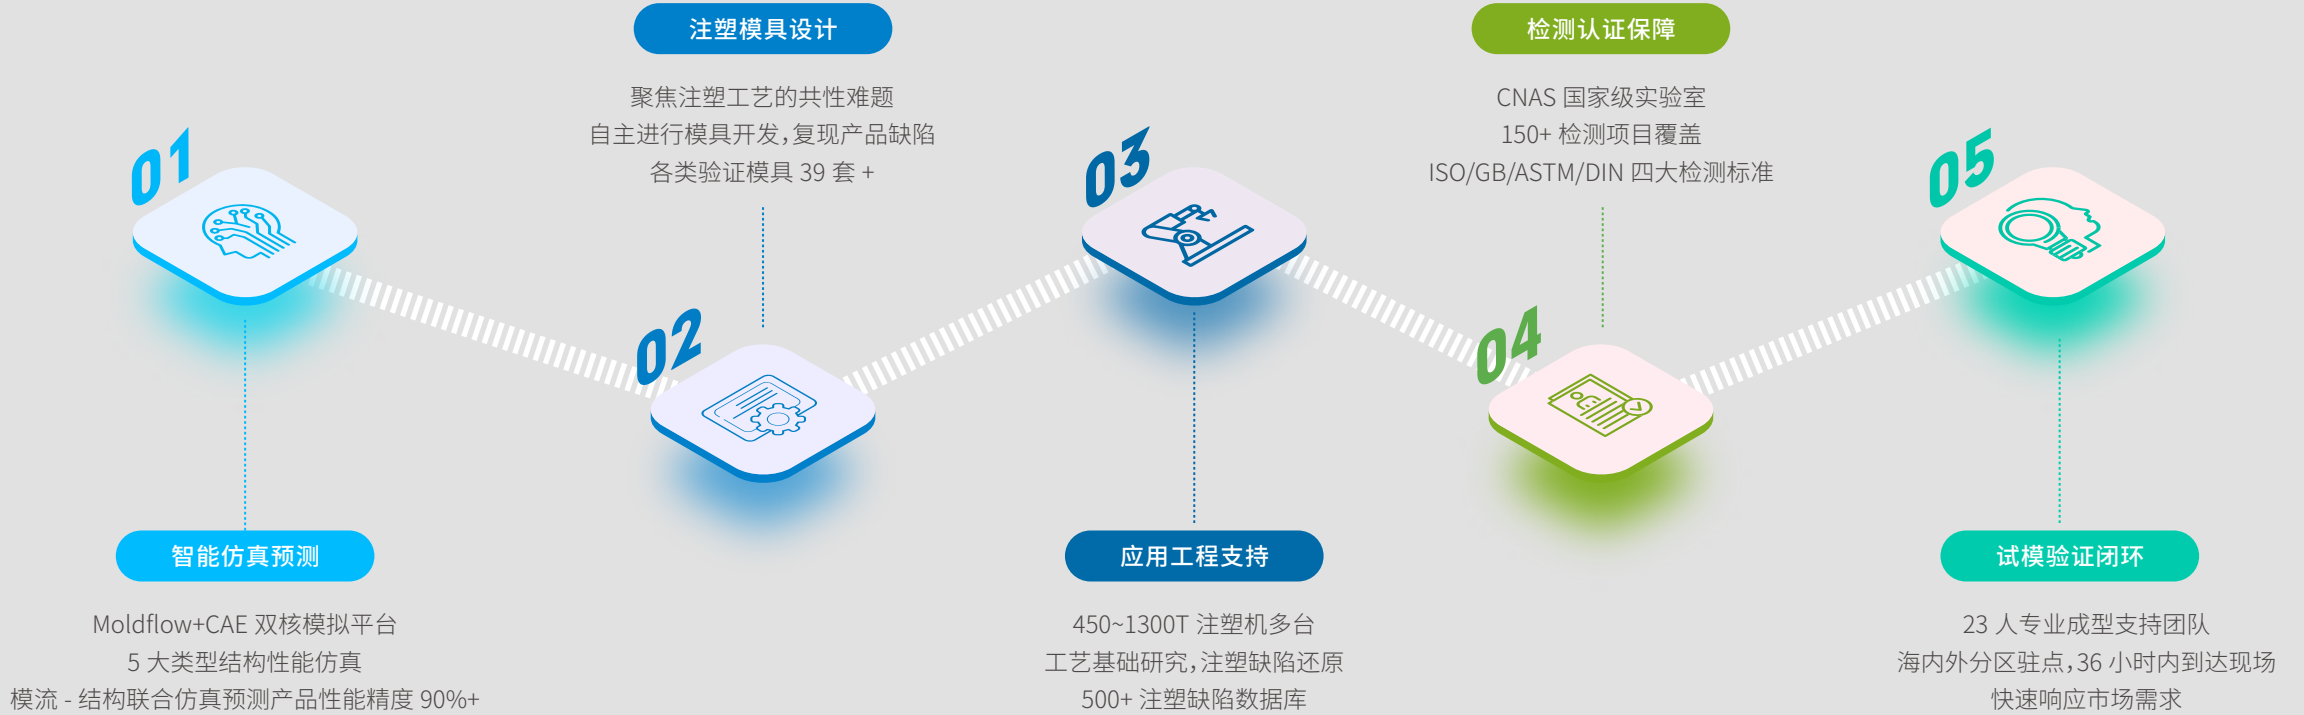 01
智能仿真预测
Moldflow+CAE 双核模拟平台
5 大类型结构性能仿真
模流 - 结构联合仿真预测产品性能精度 90%+
注塑模具设计
聚焦注塑工艺的共性难题
自主进行模具开发,复现产品缺陷
各类验证模具 39 套 +
02
03
应用工程支持
450~1300T 注塑机多台
工艺基础研究,注塑缺陷还原
500+ 注塑缺陷数据库
检测认证保障
CNAS 国家级实验室
150+ 检测项目覆盖
ISO/GB/ASTM/DIN 四大检测标准
04
05
试模验证闭环
23 人专业成型支持团队
海内外分区驻点,36 小时内到达现场
快速响应市场需求